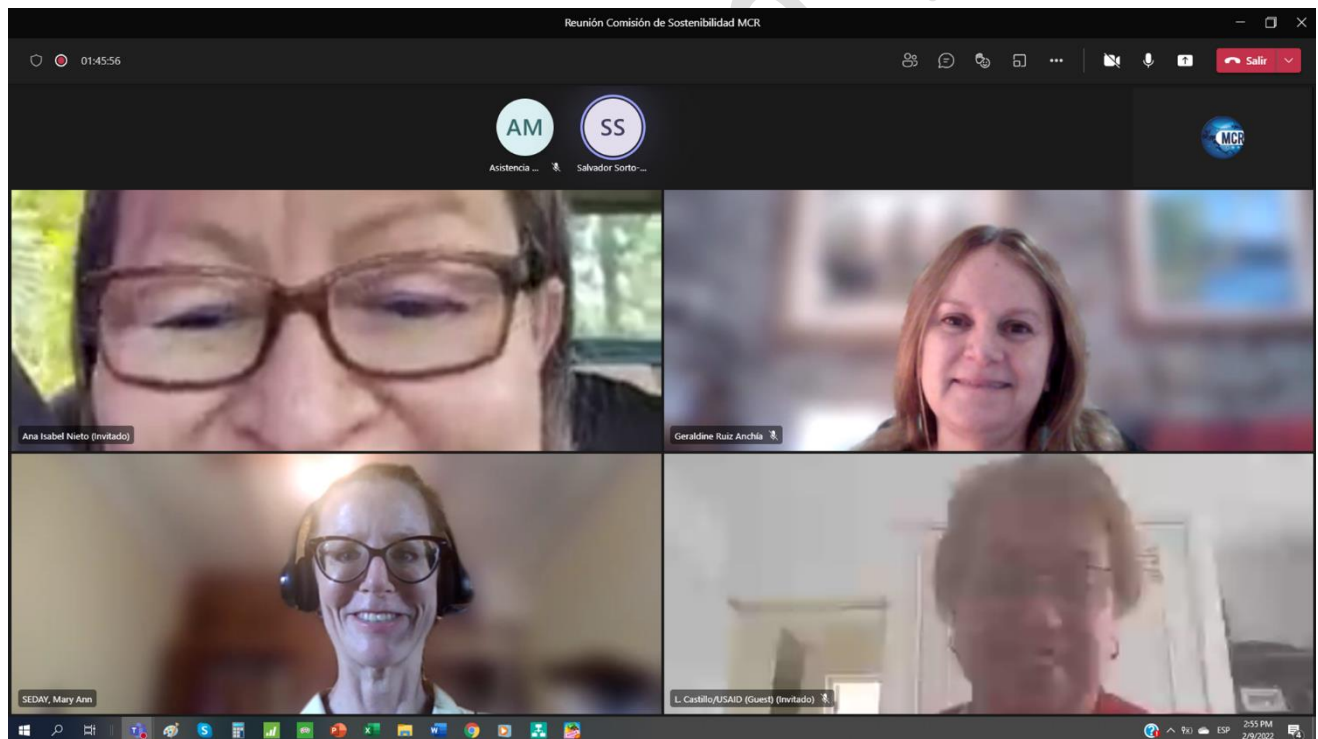 Reunión Comisión de Sostenibilidad MCR
01:45:56
Salir
AM
SS
MCR
Asistencia ...
Salvador Sorto-...
Ana Isabel Nieto (Invitado)
Geraldine Ruiz Anchía
SEDAY, Mary Ann
L. Castillo/USAID (Guest) (Invitado)
ESP
2:55 PM
2/9/2022